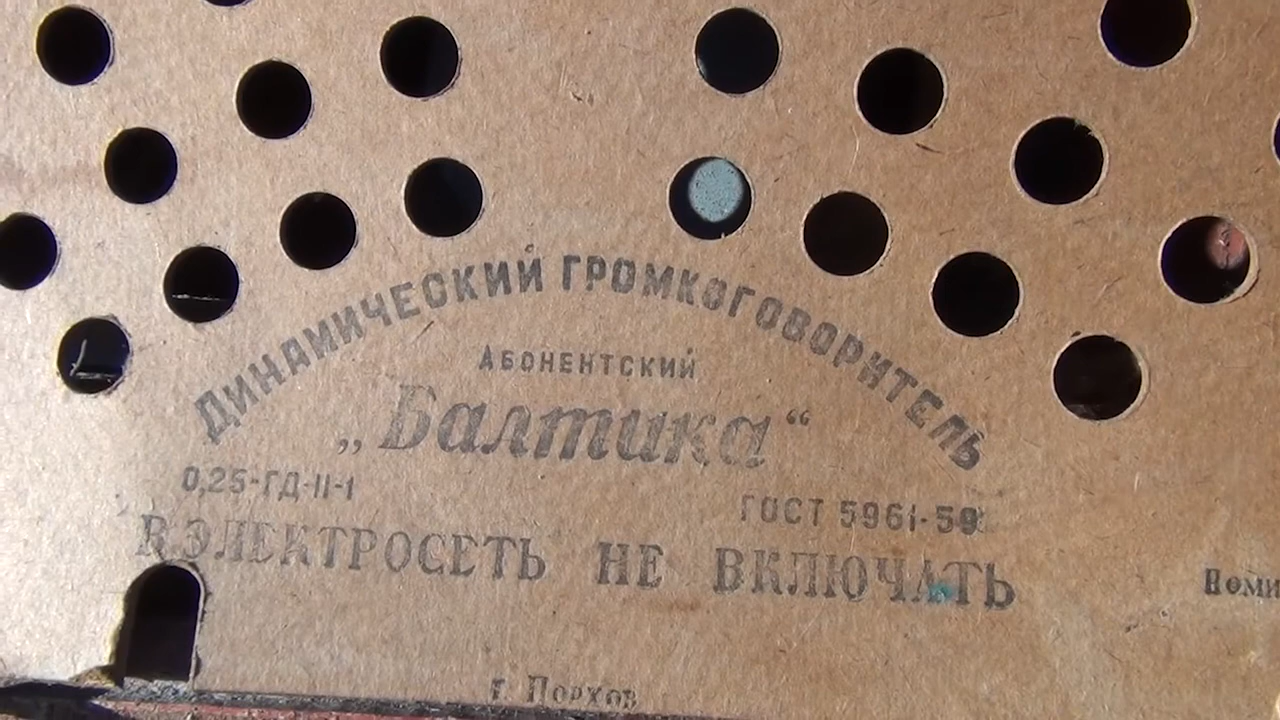 ДИНАМИЧЕСКИЙ ГРОМКОГОВОРИТЕЛЬ
АБОНЕНТСКИЙ
„Балтика“
0,25-ГД-II-1
ГОСТ 5961-59
В ЭЛЕКТРОСЕТЬ НЕ ВКЛЮЧАТЬ
г. Порхов